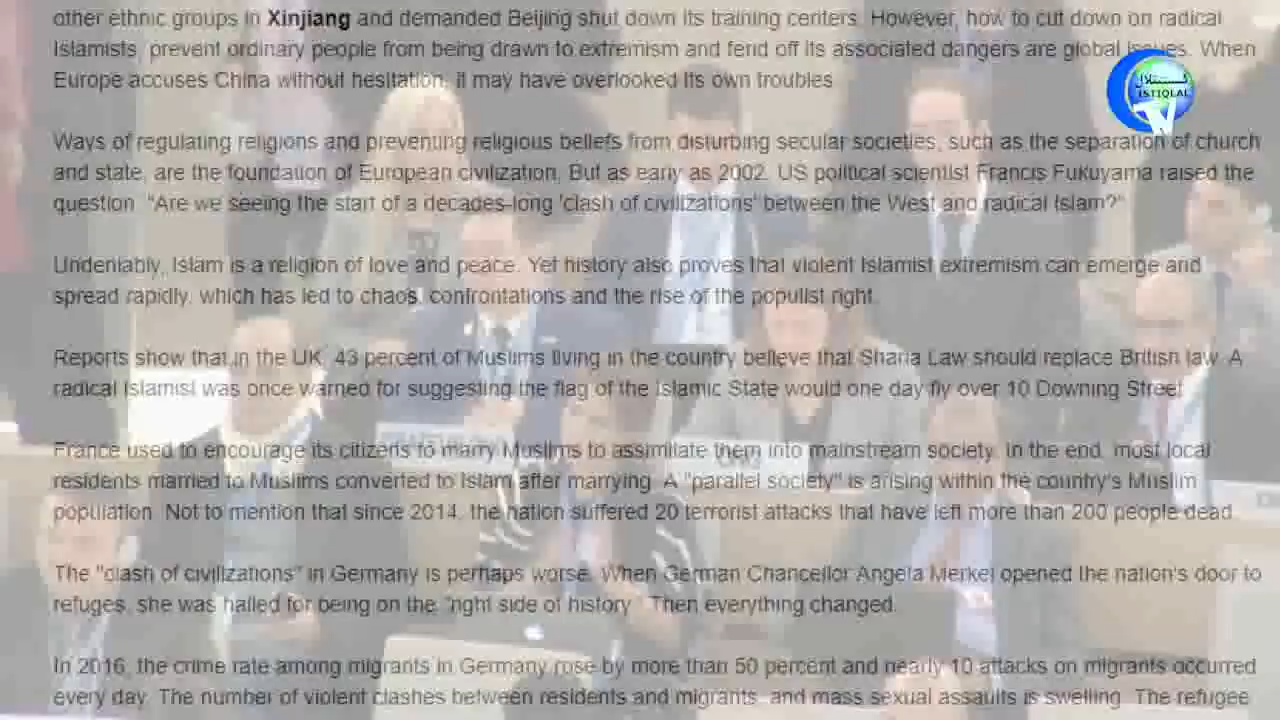 other ethnic groups in Xinjiang and demanded Beijing shut down its training centers. However, how to cut down on radical
Islamists, prevent ordinary people from being drawn to extremism and fend off its associated dangers are global issues. When
Europe accuses China without hesitation, it may have overlooked its own troubles.
استقلال
ISTIQLAL
TV
Ways of regulating religions and preventing religious beliefs from disturbing secular societies, such as the separation of church
and state, are the foundation of European civilization. But as early as 2002, US political scientist Francis Fukuyama raised the
question: "Are we seeing the start of a decades-long 'clash of civilizations' between the West and radical Islam?"
Undeniably, Islam is a religion of love and peace. Yet history also proves that violent Islamist extremism can emerge and
spread rapidly, which has led to chaos, confrontations and the rise of the populist right.
Reports show that in the UK, 43 percent of Muslims living in the country believe that Sharia Law should replace British law. A
radical Islamist was once warned for suggesting the flag of the Islamic State would one day fly over 10 Downing Street.
France used to encourage its citizens to marry Muslims to assimilate them into mainstream society. In the end, most local
residents married to Muslims converted to Islam after marrying. A "parallel society" is arising within the country's Muslim
population. Not to mention that since 2014, the nation suffered 20 terrorist attacks that have left more than 200 people dead.
The "clash of civilizations" in Germany is perhaps worse. When German Chancellor Angela Merkel opened the nation's door to
refuges, she was hailed for being on the "right side of history." Then everything changed.
In 2016, the crime rate among migrants in Germany rose by more than 50 percent and nearly 10 attacks on migrants occurred
every day. The number of violent clashes between residents and migrants, and mass sexual assaults is swelling. The refugee